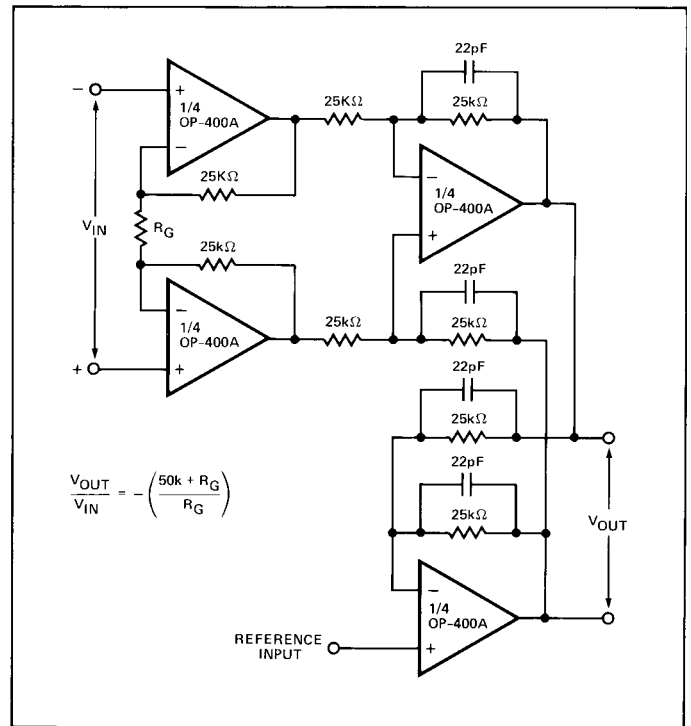 22pF
25KΩ
25kΩ
−
+
1/4
OP-400A
−
25KΩ
−
1/4
OP-400A
+
VIN
RG
25kΩ
22pF
−
1/4
OP-400A
+
+
25kΩ
25kΩ
22pF
25kΩ
22pF
25kΩ
VOUT/VIN = −(50k + RG/RG)
VOUT
−
1/4
OP-400A
+
REFERENCE
INPUT